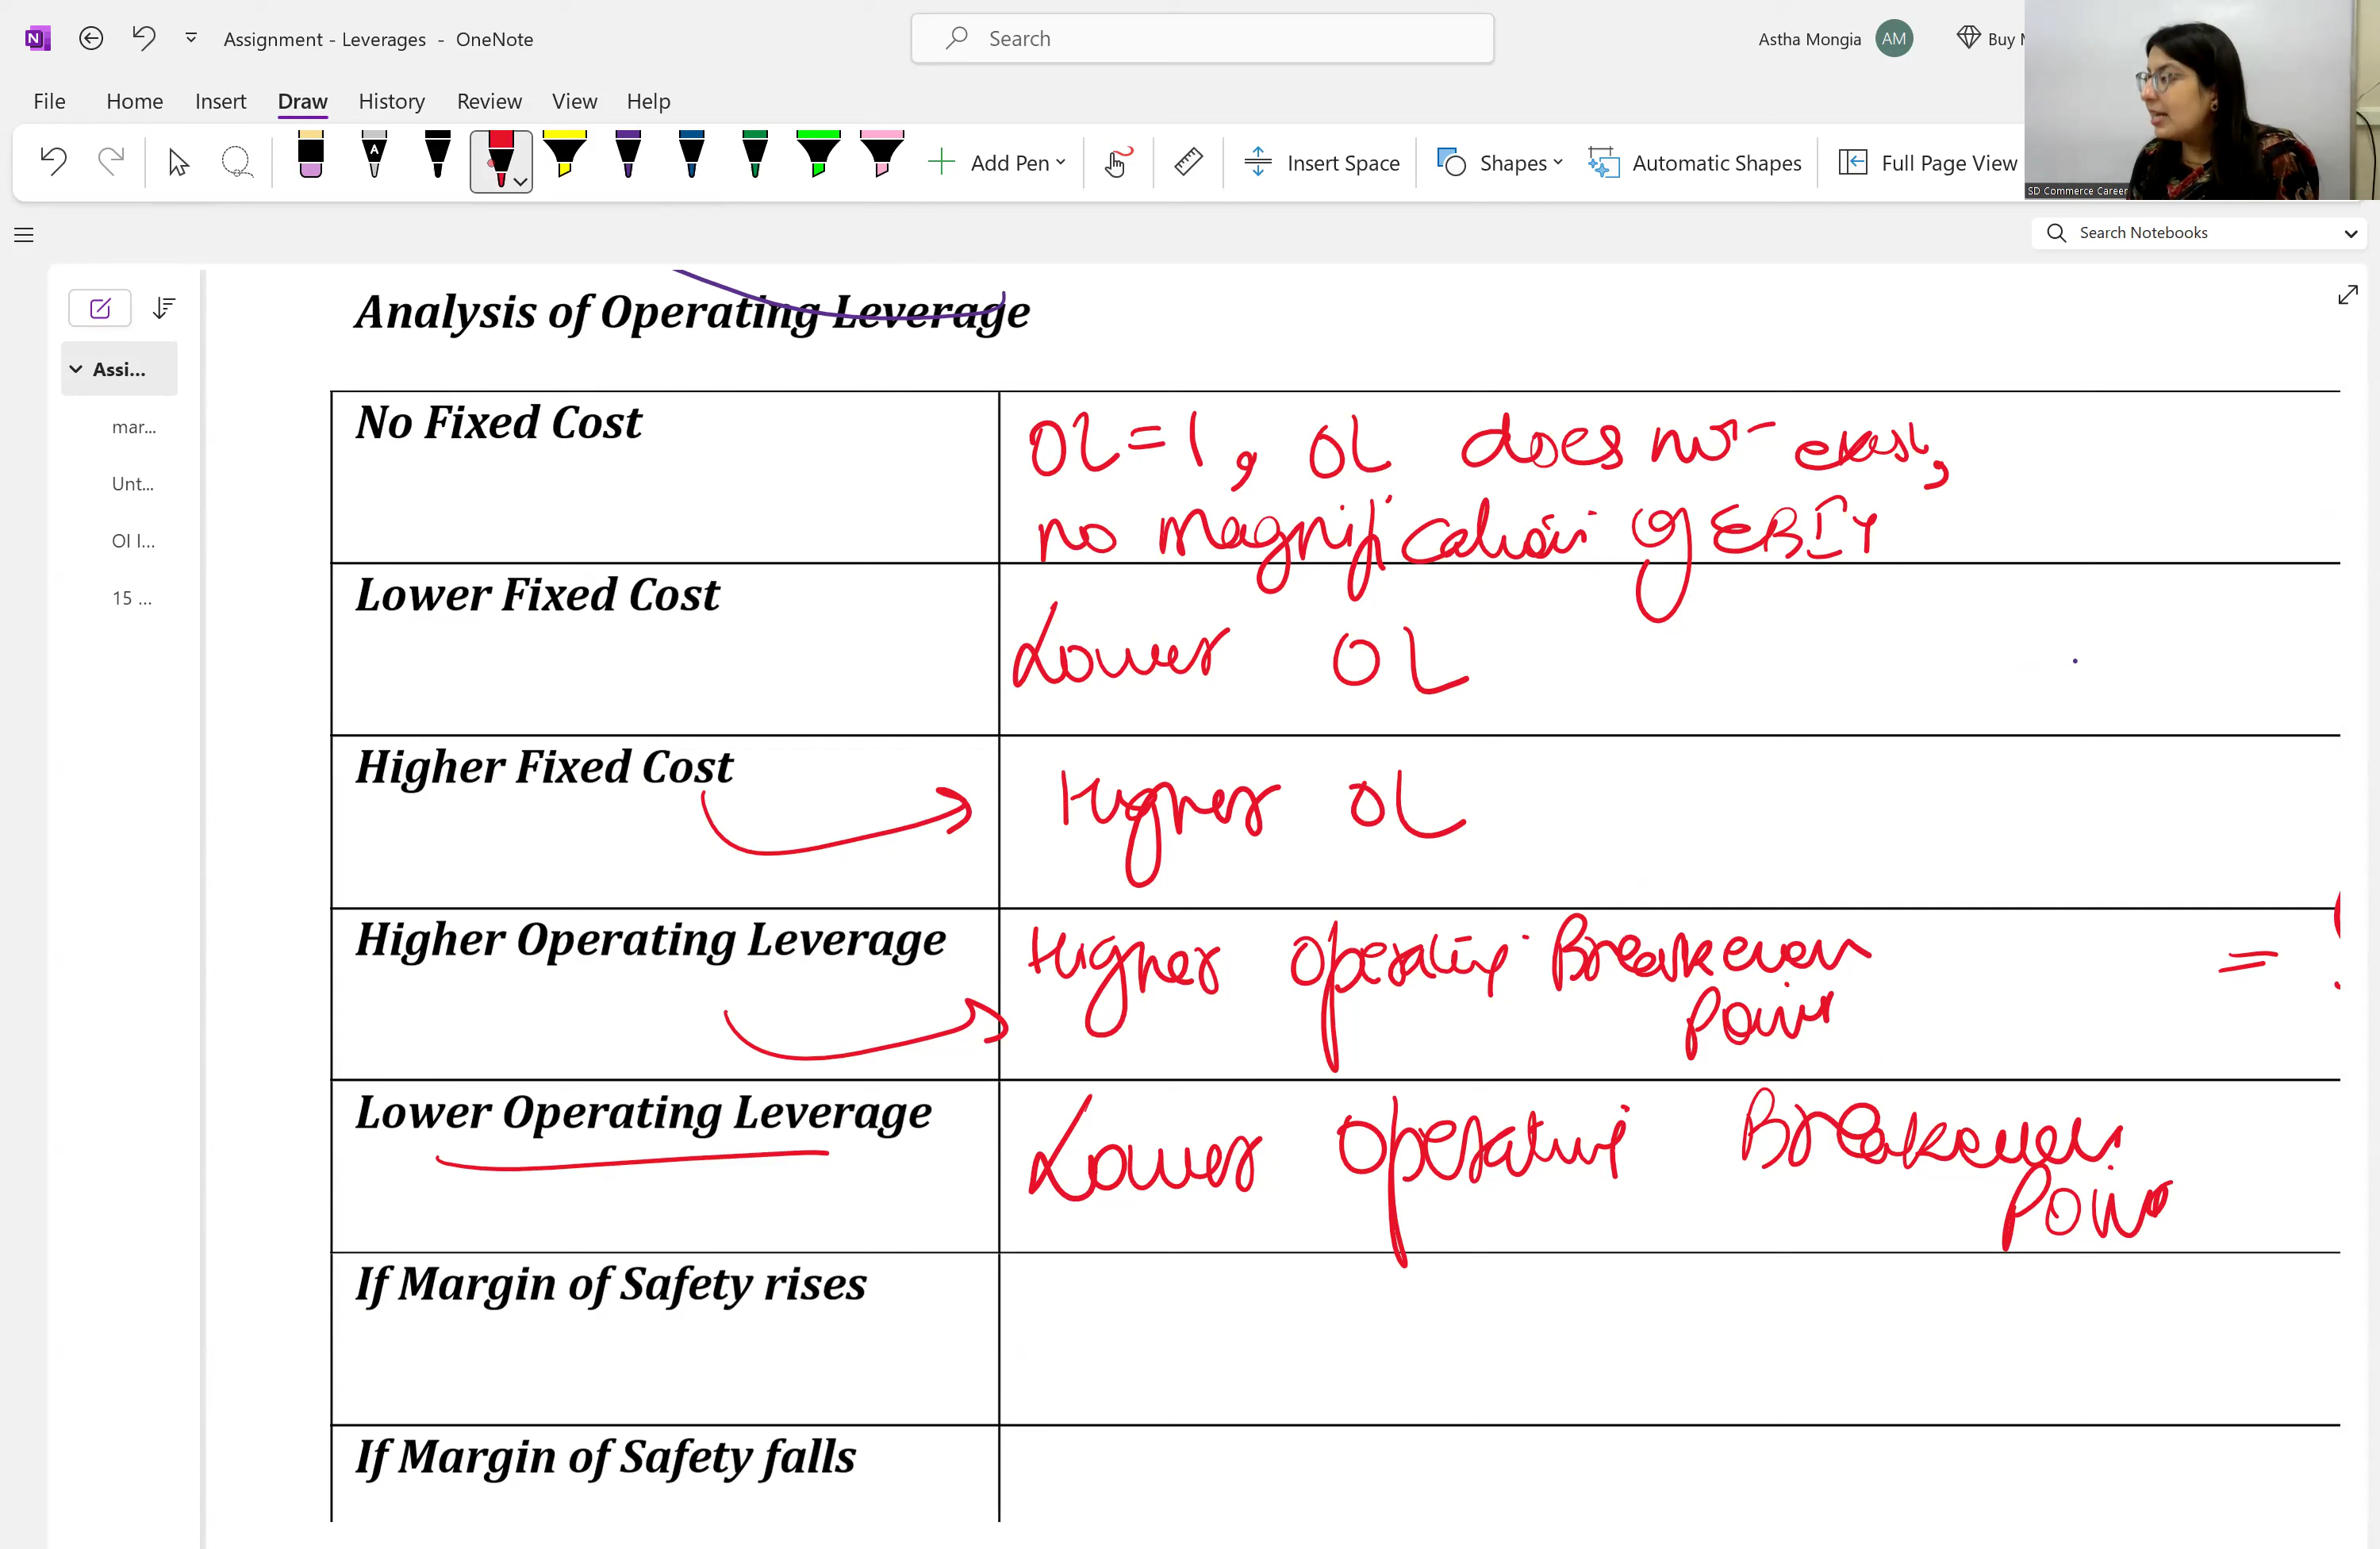 Assignment - Leverages - OneNote
Search
Astha Mongia AM
Buy
File Home Insert Draw History Review View Help
Add Pen Insert Space Shapes Automatic Shapes Full Page View
SD Commerce Career
Search Notebooks
Analysis of Operating Leverage
Assi...
mar...
Unt...
OI I...
15 ...
No Fixed Cost
OL = 1, OL does not exist,
no magnification of EBIT
Lower Fixed Cost
Lower OL
Higher Fixed Cost
Higher OL
Higher Operating Leverage
Higher Operating Breakeven
Point
=
Lower Operating Leverage
Lower Operating Breakeven
Point
If Margin of Safety rises
If Margin of Safety falls